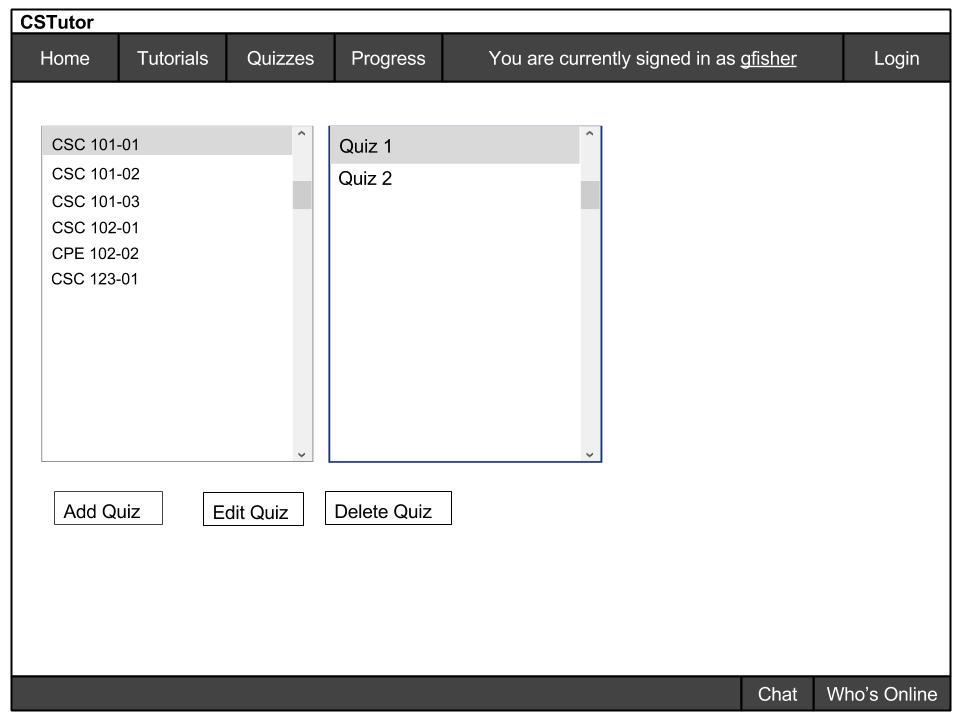 CSTutor
Home Tutorials Quizzes Progress You are currently signed in as gfisher Login
CSC 101-01
CSC 101-02
CSC 101-03
CSC 102-01
CPE 102-02
CSC 123-01
Quiz 1
Quiz 2
Add Quiz Edit Quiz Delete Quiz
Chat Who’s Online